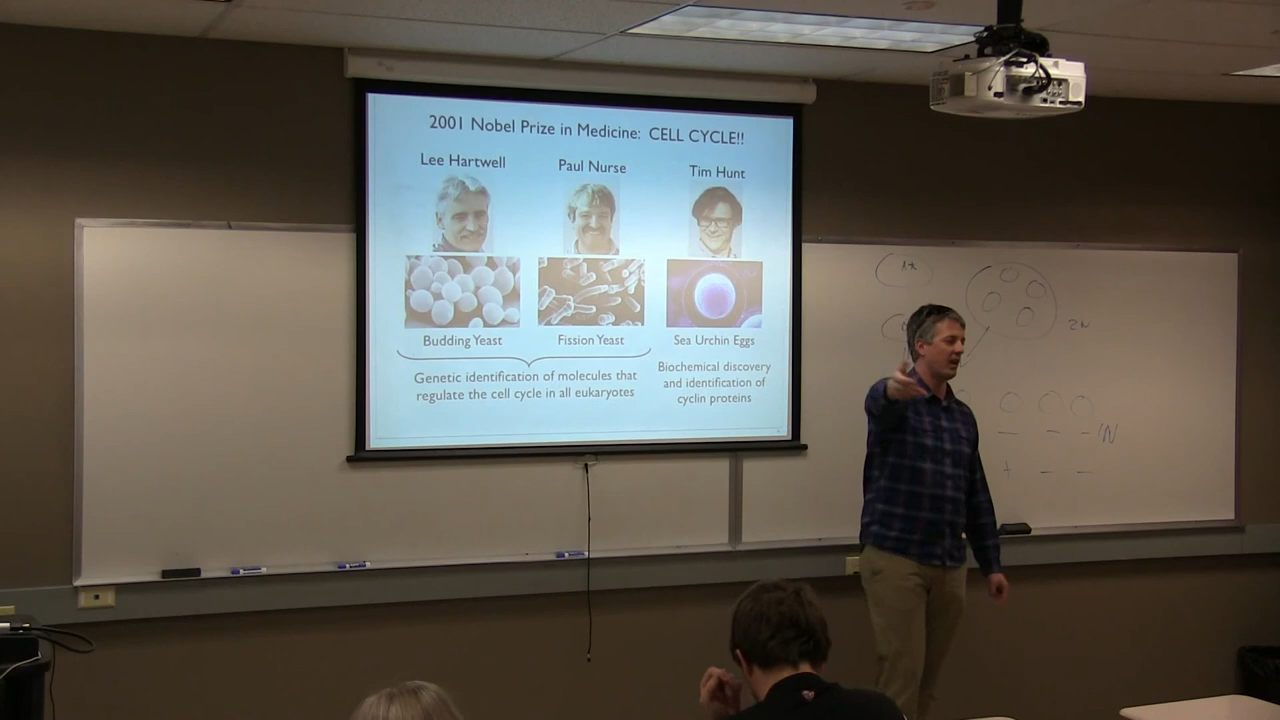 2001 Nobel Prize in Medicine: CELL CYCLE!!
Lee Hartwell
Paul Nurse
Tim Hunt
Budding Yeast
Fission Yeast
Sea Urchin Eggs
Genetic identification of molecules that
regulate the cell cycle in all eukaryotes
Biochemical discovery
and identification of
cyclin proteins
2N
1N
+ – –